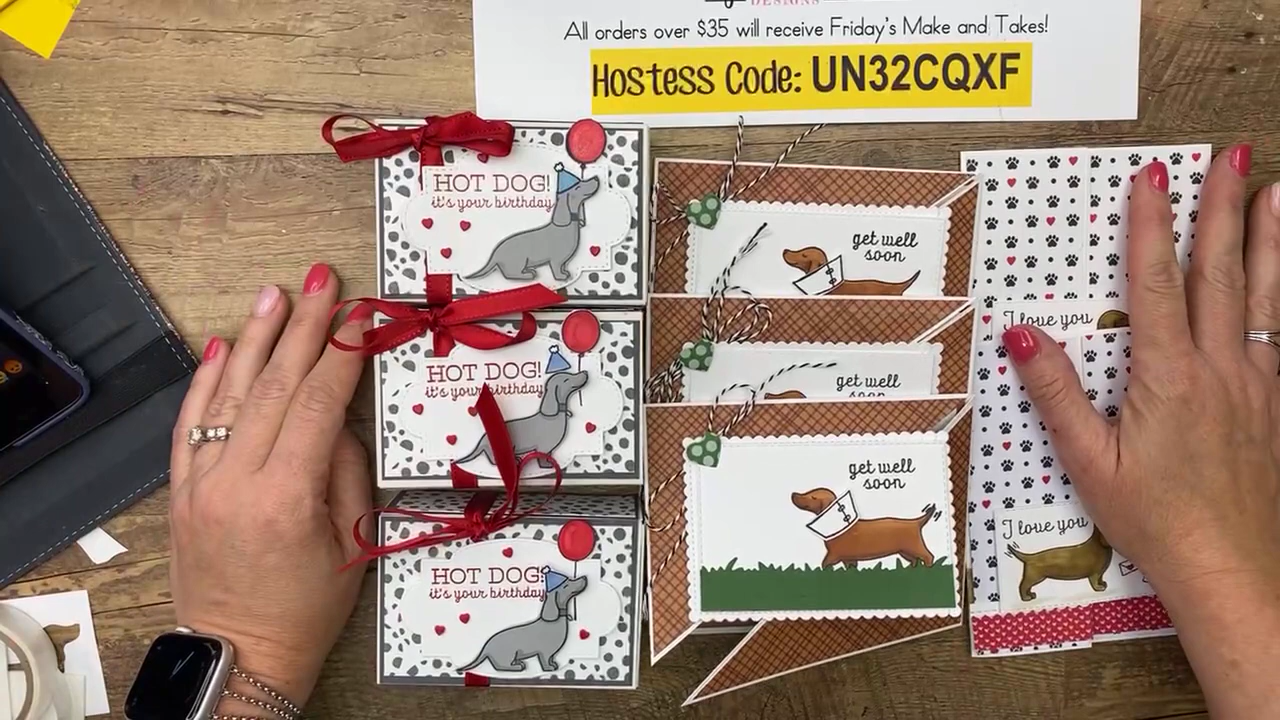 DESIGNS
All orders over $35 will receive Friday's Make and Takes!
Hostess Code: UN32CQXF
HOT DOG!
it's your birthday
HOT DOG!
it's your birthday
HOT DOG!
it's your birthday
get well
soon
get well
soon
get well
soon
I love you
I love you